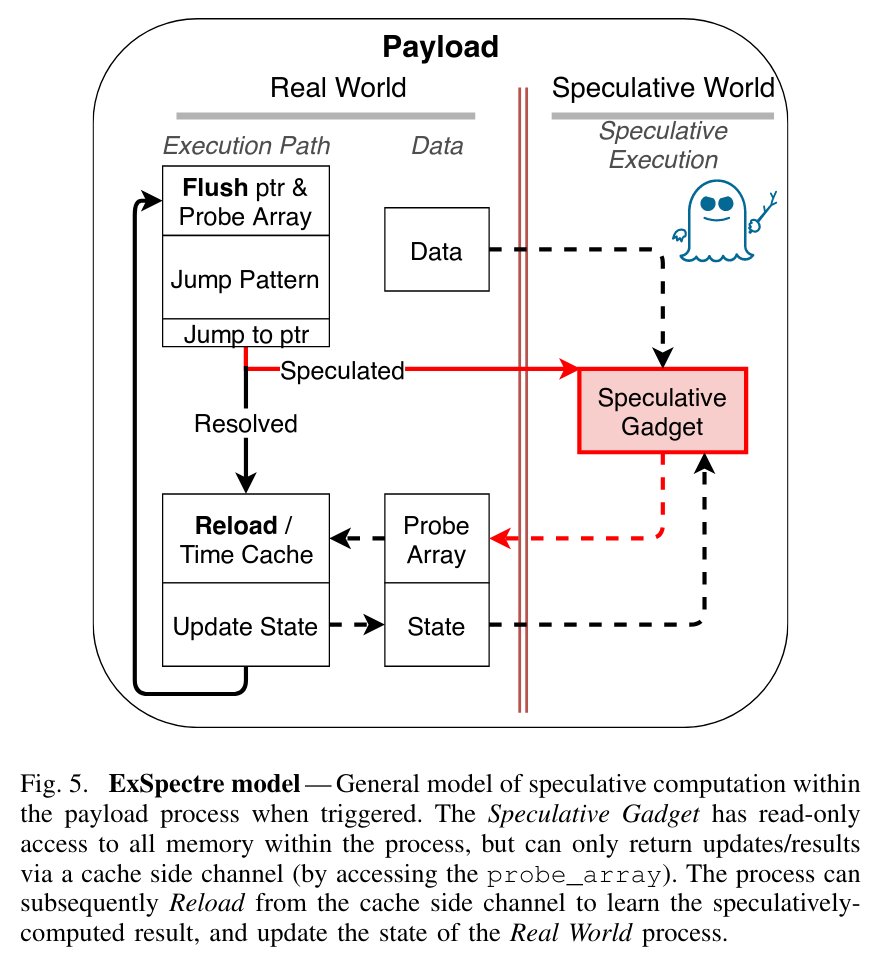 Payload
Real World
Speculative World
Execution Path
Data
Speculative
Execution
Flush ptr &
Probe Array
Jump Pattern
Jump to ptr
Data
Speculated
Resolved
Speculative
Gadget
Reload /
Time Cache
Probe
Array
Update State
State
Fig. 5. ExSpectre model — General model of speculative computation within
the payload process when triggered. The Speculative Gadget has read-only
access to all memory within the process, but can only return updates/results
via a cache side channel (by accessing the probe_array). The process can
subsequently Reload from the cache side channel to learn the speculatively-
computed result, and update the state of the Real World process.